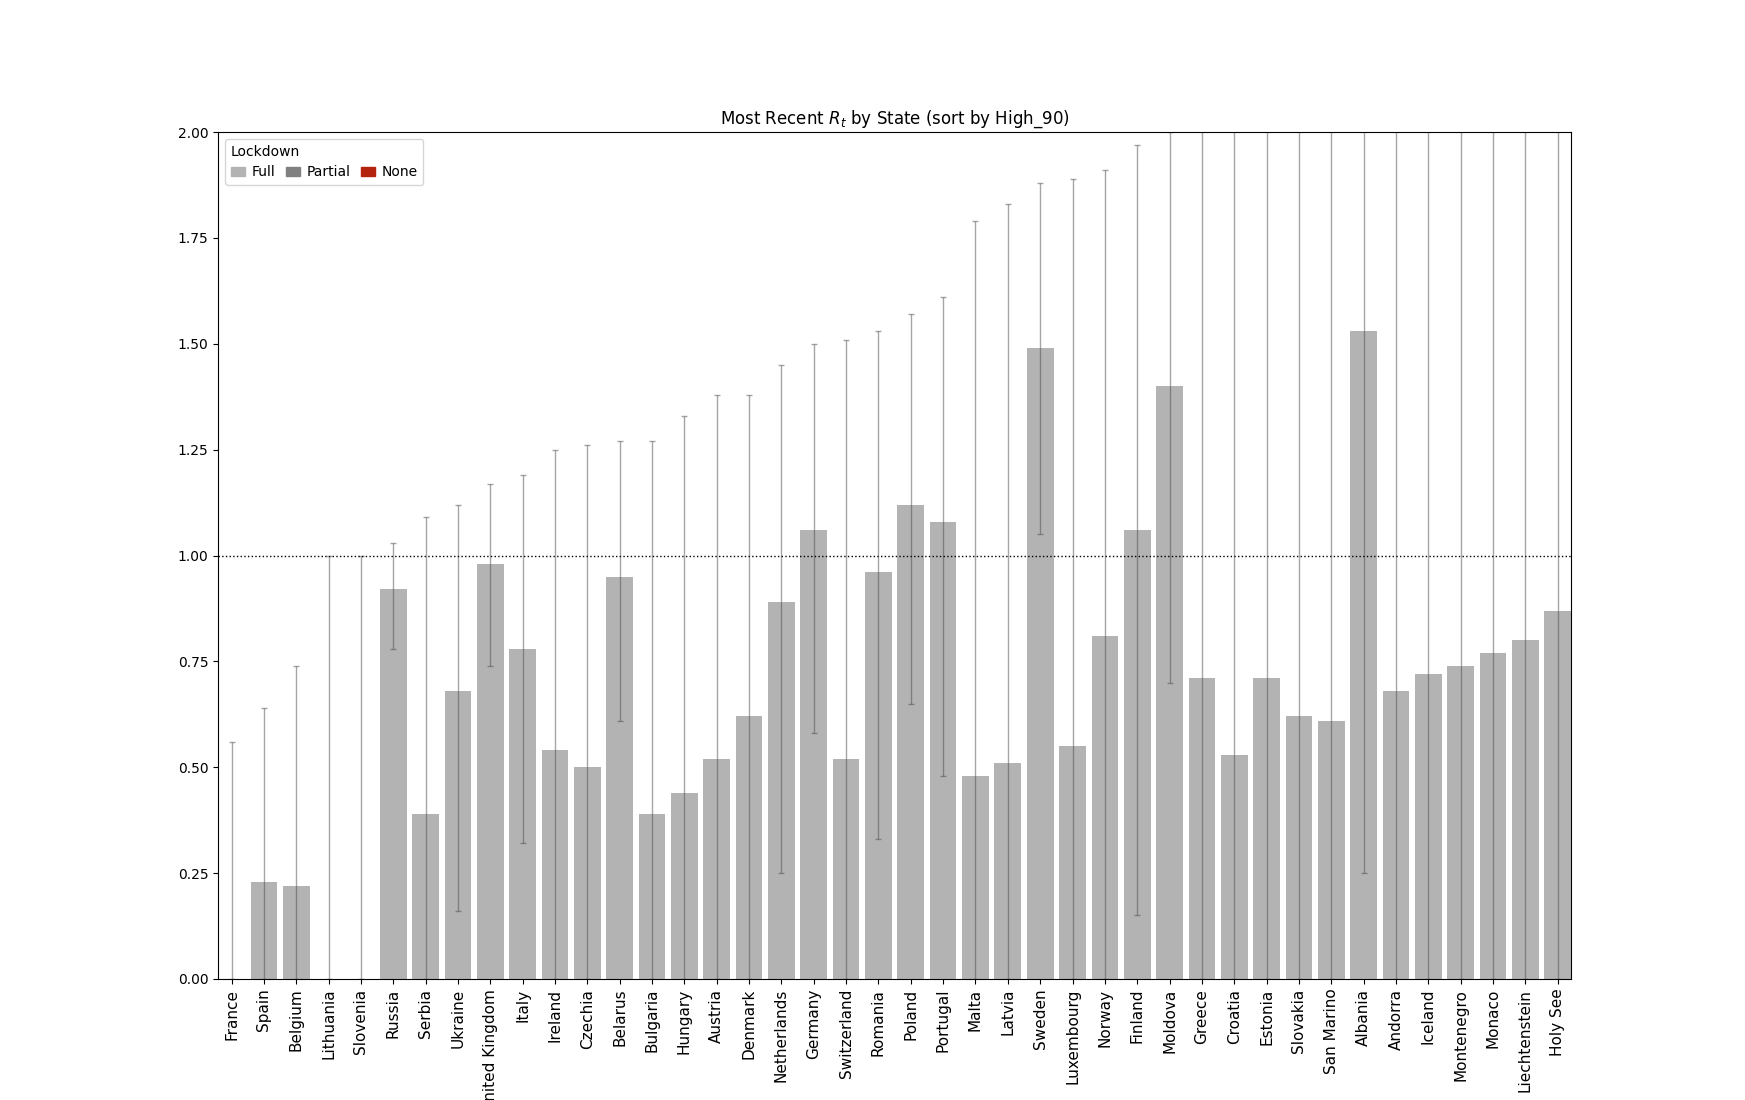 Most Recent R_t by State (sort by High_90)
2.00
Lockdown
Full Partial None
1.75
1.50
1.25
1.00
0.75
0.50
0.25
0.00
France
Spain
Belgium
Lithuania
Slovenia
Russia
Serbia
Ukraine
nited Kingdom
Italy
Ireland
Czechia
Belarus
Bulgaria
Hungary
Austria
Denmark
Netherlands
Germany
Switzerland
Romania
Poland
Portugal
Malta
Latvia
Sweden
Luxembourg
Norway
Finland
Moldova
Greece
Croatia
Estonia
Slovakia
San Marino
Albania
Andorra
Iceland
Montenegro
Monaco
Liechtenstein
Holy See